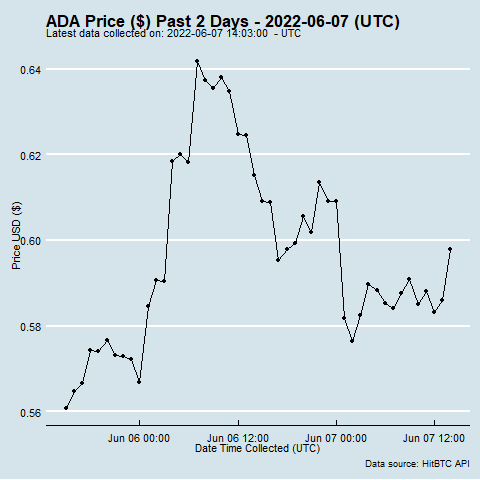 ADA Price ($) Past 2 Days - 2022-06-07 (UTC)
Latest data collected on: 2022-06-07 14:03:00  - UTC
0.64
0.62
0.60
0.58
0.56
Price USD ($)
Jun 06 00:00 Jun 06 12:00 Jun 07 00:00 Jun 07 12:00
Date Time Collected (UTC)
Data source: HitBTC API